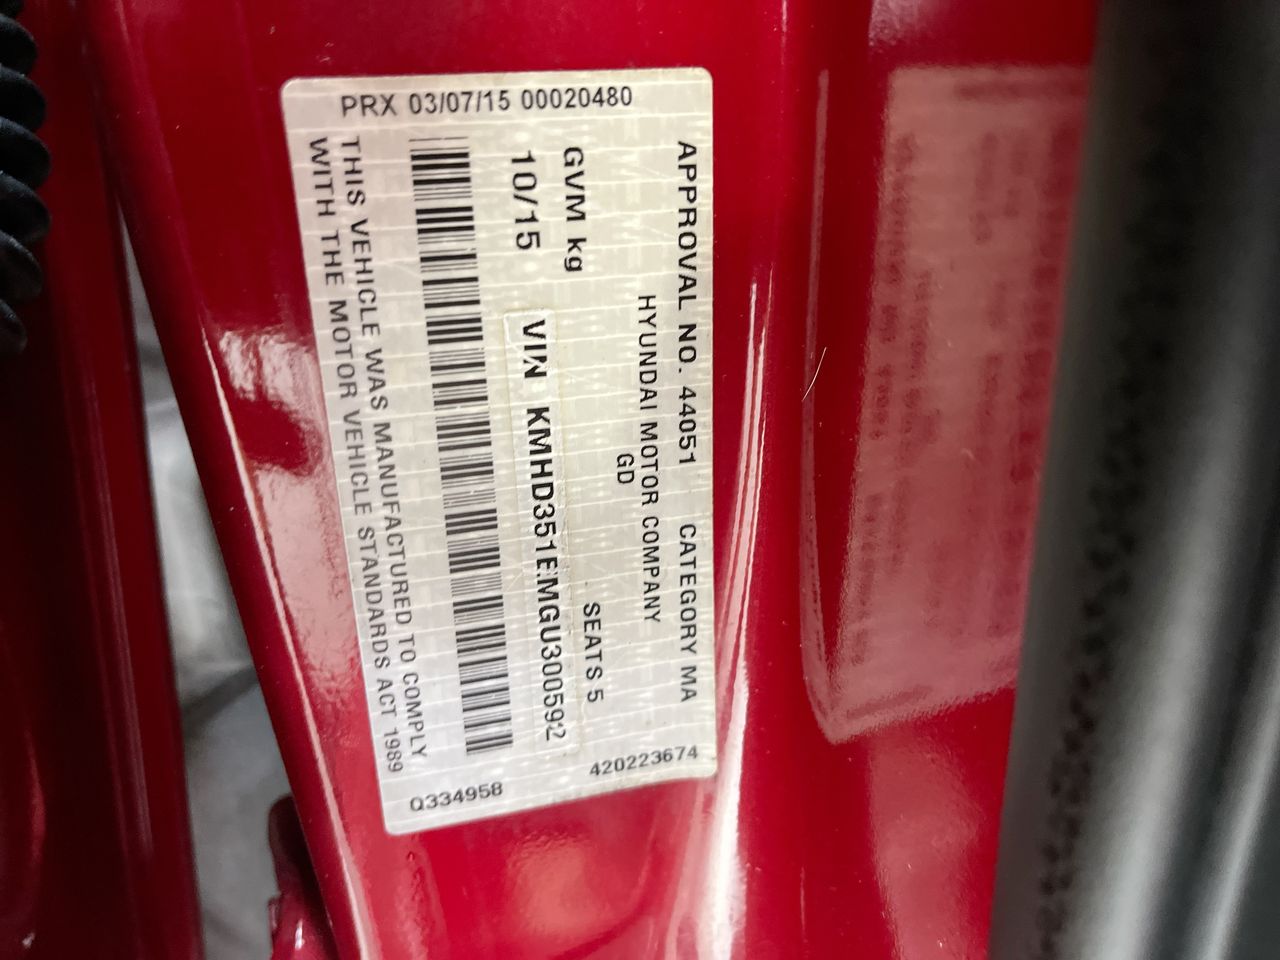 PRX 03/07/15 00020480
APPROVAL NO. 44051 CATEGORY MA
HYUNDAI MOTOR COMPANY
GD
GVM kg SEATS 5
10/15 VIN KMHD351EMGU300592
THIS VEHICLE WAS MANUFACTURED TO COMPLY
WITH THE MOTOR VEHICLE STANDARDS ACT 1989
420223674
Q334958